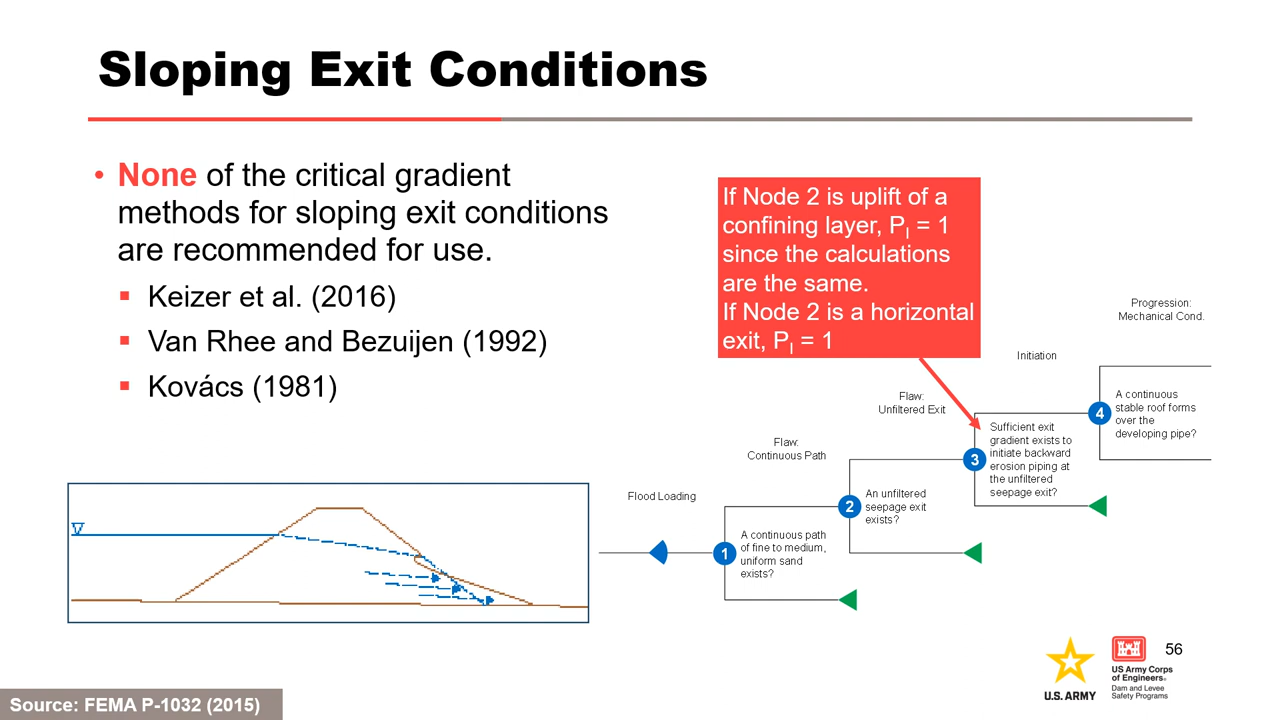 Sloping Exit Conditions
• None of the critical gradient
methods for sloping exit conditions
are recommended for use.
▪ Keizer et al. (2016)
▪ Van Rhee and Bezuijen (1992)
▪ Kovács (1981)
If Node 2 is uplift of a
confining layer, PI = 1
since the calculations
are the same.
If Node 2 is a horizontal
exit, PI = 1
Flood Loading
1
A continuous path
of fine to medium,
uniform sand
exists?
Flaw:
Continuous Path
2
An unfiltered
seepage exit
exists?
Flaw:
Unfiltered Exit
3
Sufficient exit
gradient exists to
initiate backward
erosion piping at
the unfiltered
seepage exit?
Initiation
4
A continuous
stable roof forms
over the
developing pipe?
Progression:
Mechanical Cond.
U.S. ARMY
US Army Corps
of Engineers®
Dam and Levee
Safety Programs
56
Source: FEMA P-1032 (2015)